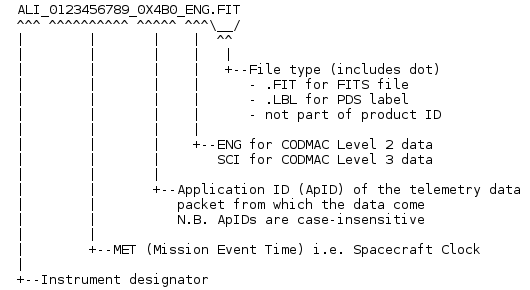 ALI_0123456789_0X4B0_ENG.FIT
^^^ ^^^^^^^^^^ ^^^^^ ^^^\__/
|        |       |    |  ^^
|        |       |    |   |
|        |       |    |   +--File type (includes dot)
|        |       |    |      - .FIT for FITS file
|        |       |    |      - .LBL for PDS label
|        |       |    |      - not part of product ID
|        |       |    |
|        |       |    +--ENG for CODMAC Level 2 data
|        |       |       SCI for CODMAC Level 3 data
|        |       |
|        |       +--Application ID (ApID) of the telemetry data
|        |          packet from which the data come
|        |          N.B. ApIDs are case-insensitive
|        |
|        +--MET (Mission Event Time) i.e. Spacecraft Clock
|
+--Instrument designator